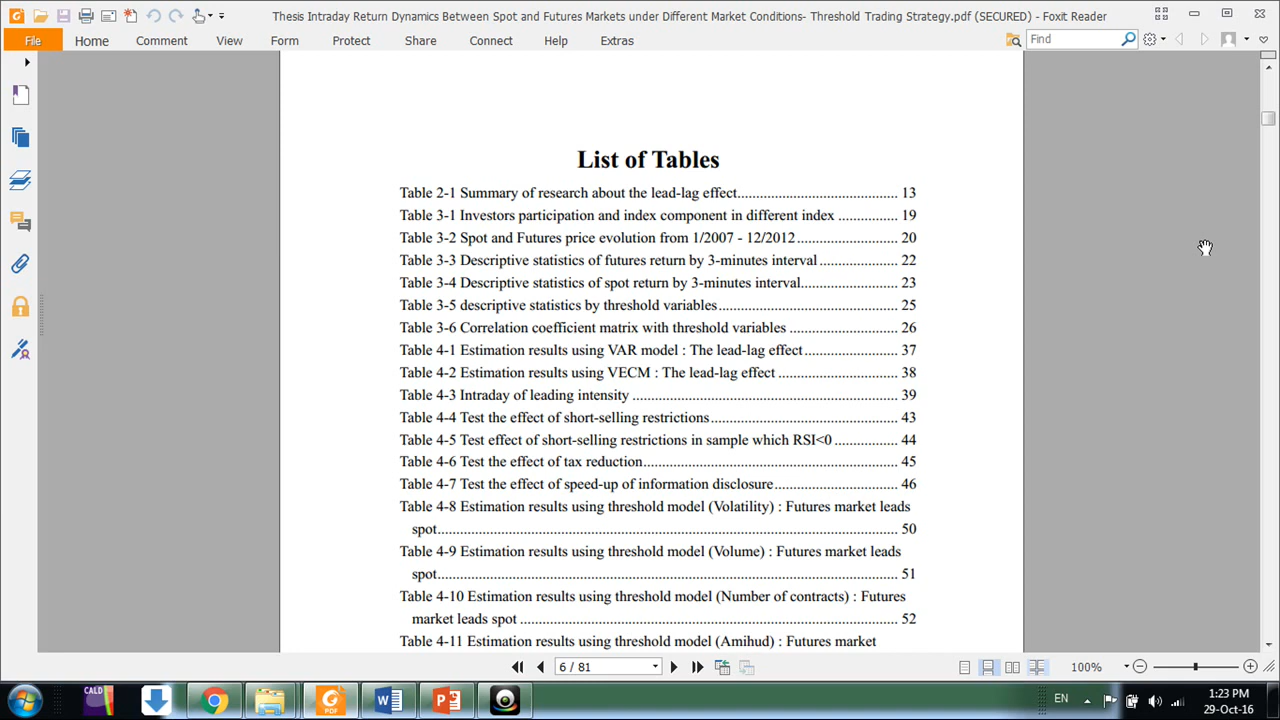 Thesis Intraday Return Dynamics Between Spot and Futures Markets under Different Market Conditions- Threshold Trading Strategy.pdf (SECURED) - Foxit Reader
File Home Comment View Form Protect Share Connect Help Extras Find
List of Tables
Table 2-1 Summary of research about the lead-lag effect..................................... 13
Table 3-1 Investors participation and index component in different index .............. 19
Table 3-2 Spot and Futures price evolution from 1/2007 - 12/2012....................... 20
Table 3-3 Descriptive statistics of futures return by 3-minutes interval .................. 22
Table 3-4 Descriptive statistics of spot return by 3-minutes interval...................... 23
Table 3-5 descriptive statistics by threshold variables......................................... 25
Table 3-6 Correlation coefficient matrix with threshold variables ......................... 26
Table 4-1 Estimation results using VAR model : The lead-lag effect..................... 37
Table 4-2 Estimation results using VECM : The lead-lag effect ........................... 38
Table 4-3 Intraday of leading intensity ............................................................ 39
Table 4-4 Test the effect of short-selling restrictions.......................................... 43
Table 4-5 Test effect of short-selling restrictions in sample which RSI<0 .............. 44
Table 4-6 Test the effect of tax reduction......................................................... 45
Table 4-7 Test the effect of speed-up of information disclosure........................... 46
Table 4-8 Estimation results using threshold model (Volatility) : Futures market leads
spot..................................................................................................... 50
Table 4-9 Estimation results using threshold model (Volume) : Futures market leads
spot..................................................................................................... 51
Table 4-10 Estimation results using threshold model (Number of contracts) : Futures
market leads spot .................................................................................. 52
Table 4-11 Estimation results using threshold model (Amihud) : Futures market
6 / 81 100%
CALD PDF EN 1:23 PM
29-Oct-16